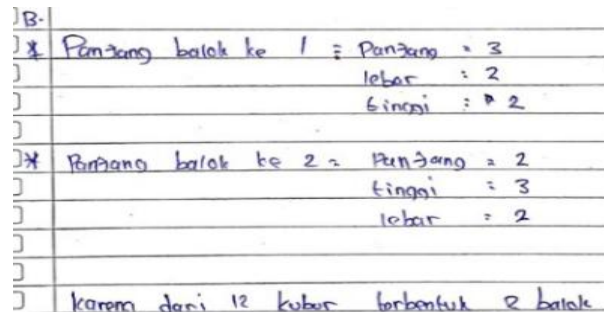 B.
* Panjang balok ke 1 = Panjang = 3
lebar : 2
tinggi : 2
* Panjang balok ke 2 = Panjang = 2
tinggi : 3
lebar : 2
karena dari 12 kubus terbentuk 2 balok